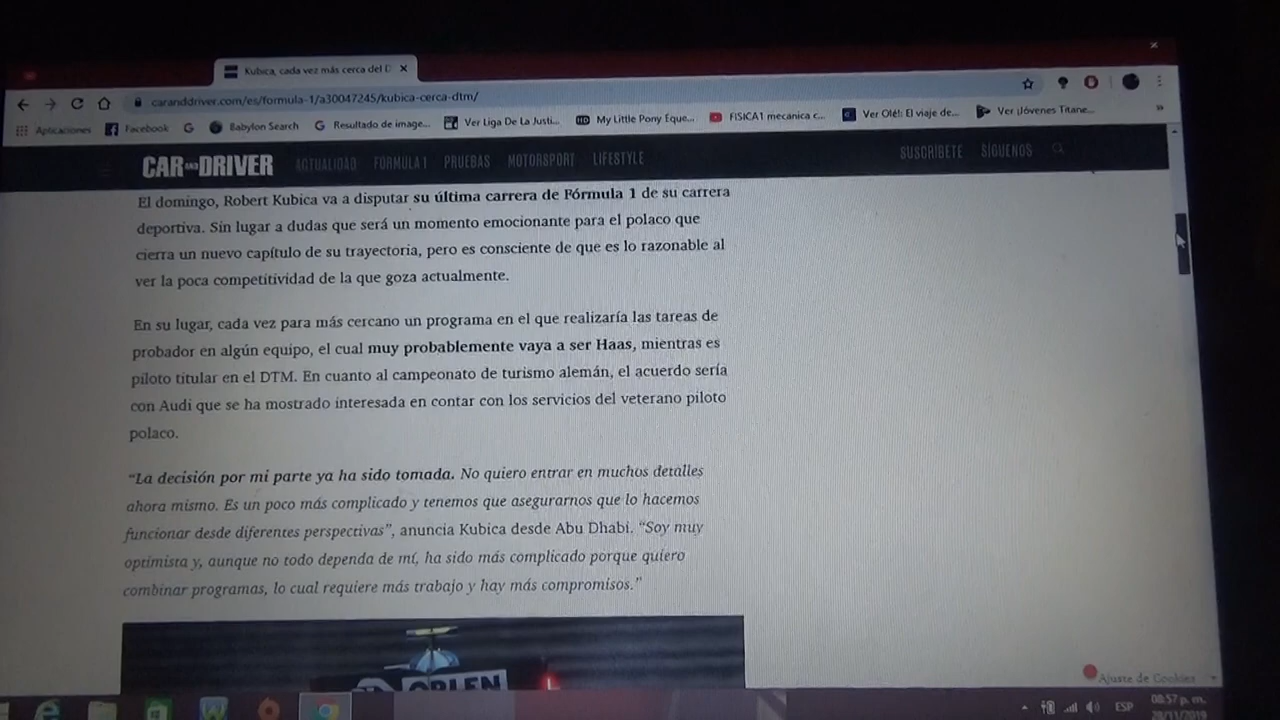 Kubica, cada vez más cerca del D
caranddriver.com/es/formula-1/a30047245/kubica-cerca-dtm/
Aplicaciones Facebook Babylon Search Resultado de image... Ver Liga De La Justi... My Little Pony Eque... FISICA1 mecanica c... Ver Olé!: El viaje de... Ver ¡Jóvenes Titane...
CAR AND DRIVER ACTUALIDAD FÓRMULA 1 PRUEBAS MOTORSPORT LIFESTYLE SUSCRÍBETE SÍGUENOS
El domingo, Robert Kubica va a disputar su última carrera de Fórmula 1 de su carrera
deportiva. Sin lugar a dudas que será un momento emocionante para el polaco que
cierra un nuevo capítulo de su trayectoria, pero es consciente de que es lo razonable al
ver la poca competitividad de la que goza actualmente.
En su lugar, cada vez para más cercano un programa en el que realizaría las tareas de
probador en algún equipo, el cual muy probablemente vaya a ser Haas, mientras es
piloto titular en el DTM. En cuanto al campeonato de turismo alemán, el acuerdo sería
con Audi que se ha mostrado interesada en contar con los servicios del veterano piloto
polaco.
“La decisión por mi parte ya ha sido tomada. No quiero entrar en muchos detalles
ahora mismo. Es un poco más complicado y tenemos que asegurarnos que lo hacemos
funcionar desde diferentes perspectivas”, anuncia Kubica desde Abu Dhabi. “Soy muy
optimista y, aunque no todo dependa de mí, ha sido más complicado porque quiero
combinar programas, lo cual requiere más trabajo y hay más compromisos.”
ORLEN
Ajuste de Cookies
ESP 08:57 p. m.
28/11/2019